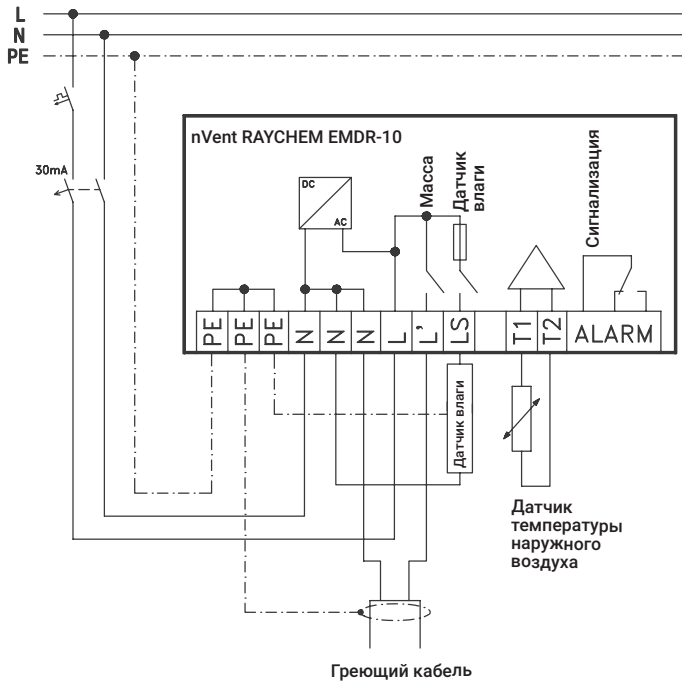 L
N
PE
nVent RAYCHEM EMDR-10
30mA
DC
AC
Масса
Датчик
влаги
Сигнализация
PE
PE
PE
N
N
N
L
L'
LS
T1
T2
ALARM
Датчик влаги
Датчик
температуры
наружного
воздуха
Греющий кабель